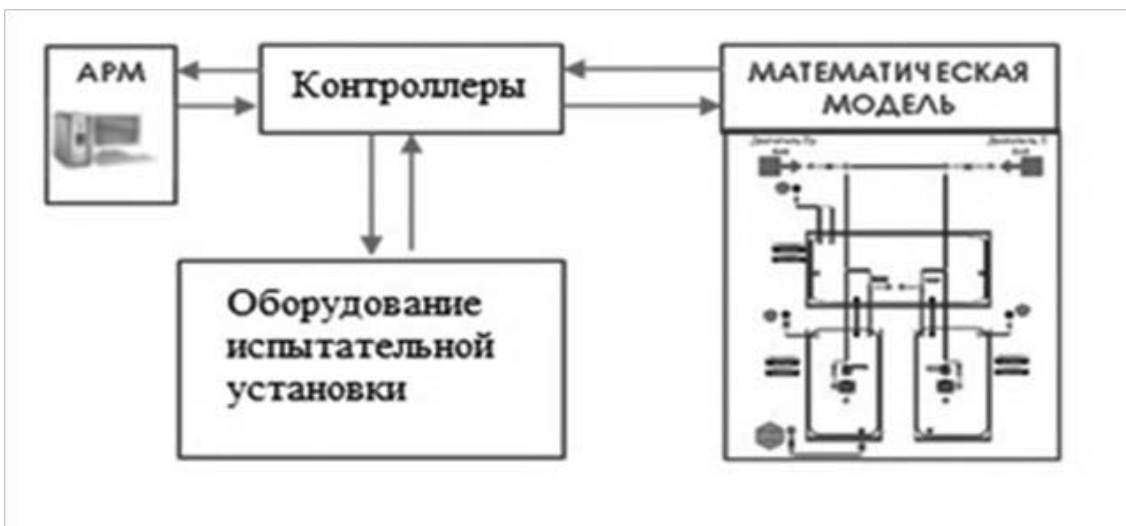 АРМ
Контроллеры
МАТЕМАТИЧЕСКАЯ
МОДЕЛЬ
Оборудование
испытательной
установки